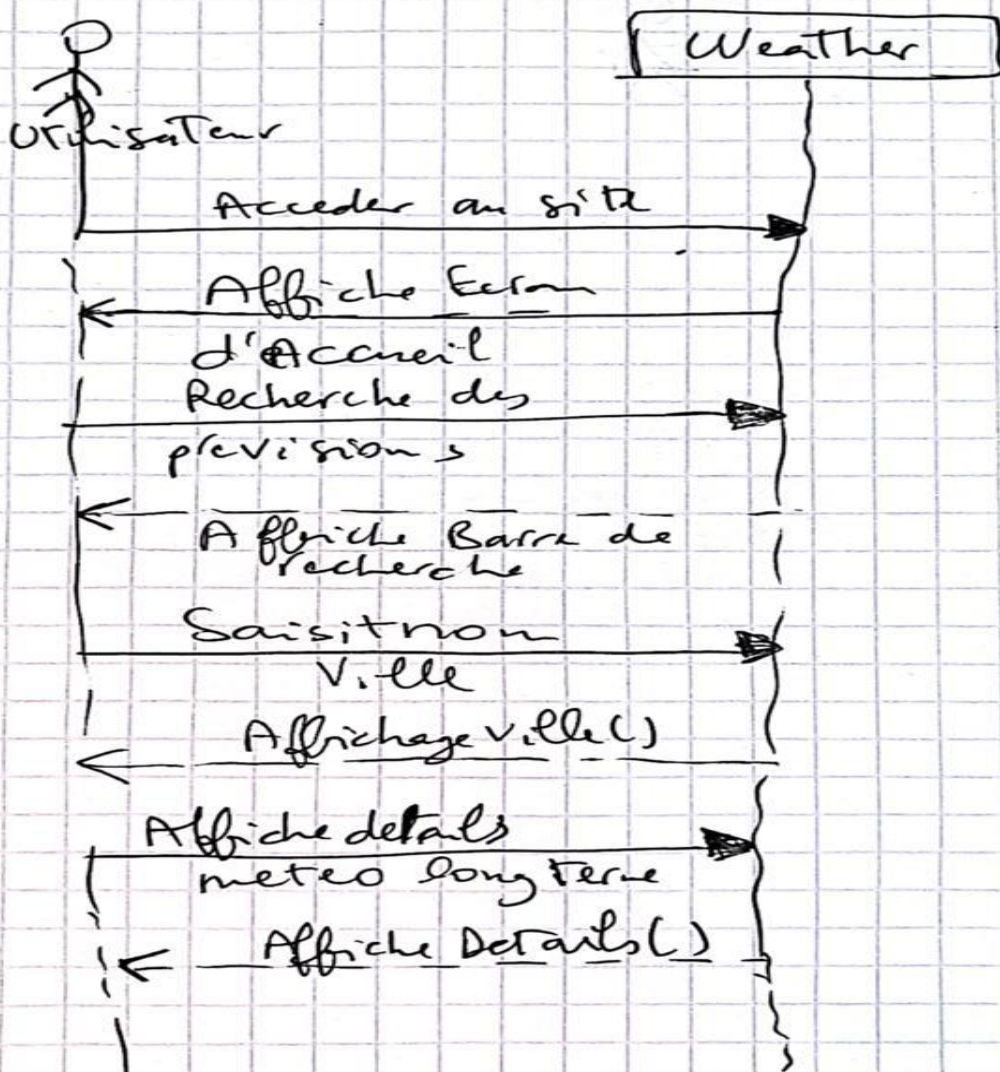 Weather
Utilisateur
Acceder au site
Affiche Ecran
d'Accueil
Recherche des
previsions
Affiche Barre de
recherche
Saisit nom
Ville
Affichage Ville()
Affiche details
meteo long terme
Affiche Details()